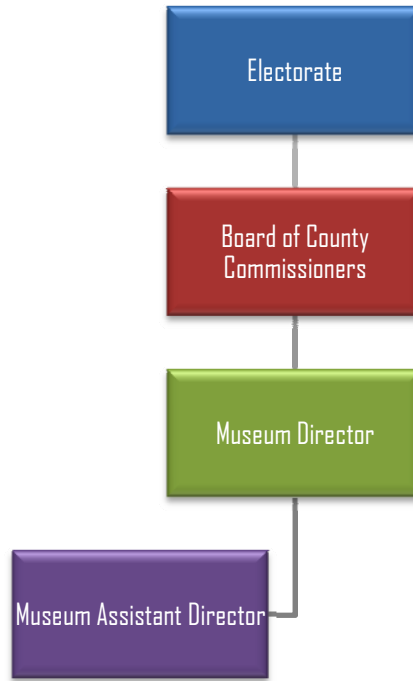 Electorate
Board of County
Commissioners
Museum Director
Museum Assistant Director